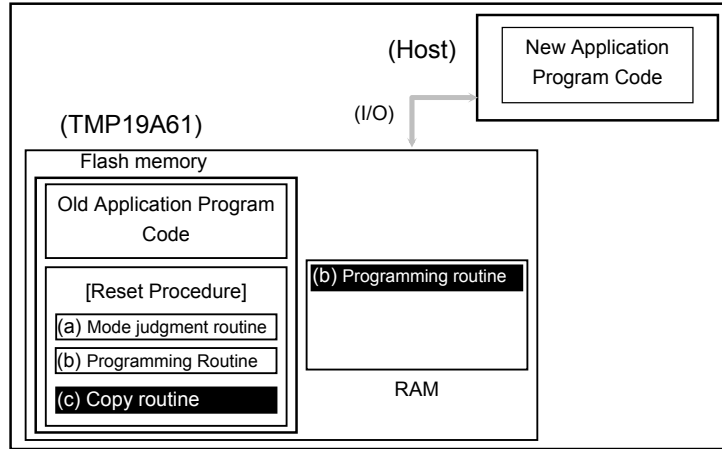 (Host)
New Application
Program Code
(I/O)
(TMP19A61)
Flash memory
Old Application Program
Code
[Reset Procedure]
(a) Mode judgment routine
(b) Programming Routine
(c) Copy routine
(b) Programming routine
RAM